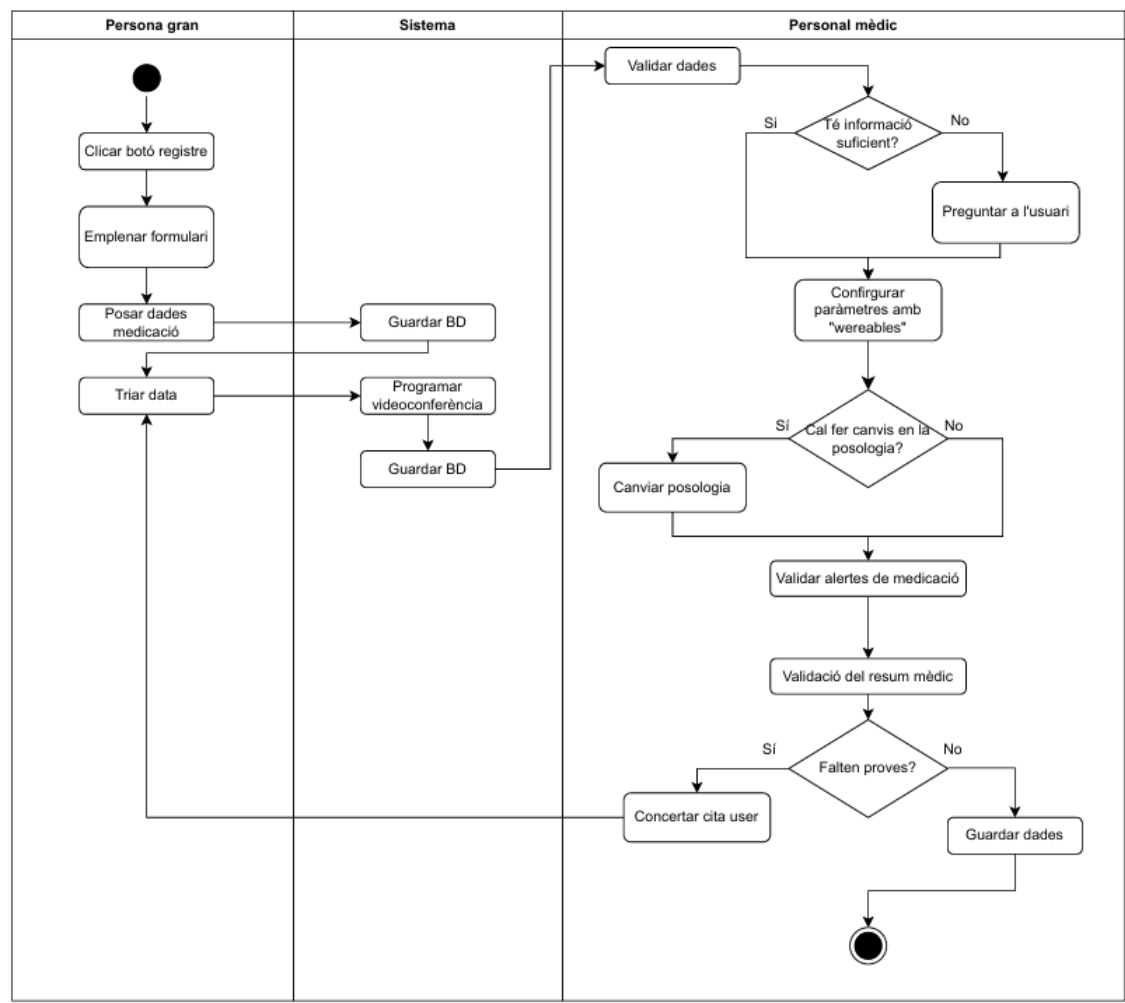 Persona gran
Sistema
Personal mèdic
Clicar botó registre
Emplenar formulari
Posar dades
medicació
Guardar BD
Triar data
Programar
videoconferència
Guardar BD
Validar dades
Té informació
suficient?
Si
No
Preguntar a l'usuari
Confirgurar
paràmetres amb
"wereables"
Cal fer canvis en la
posologia?
Sí
No
Canviar posologia
Validar alertes de medicació
Validació del resum mèdic
Falten proves?
Sí
No
Concertar cita user
Guardar dades